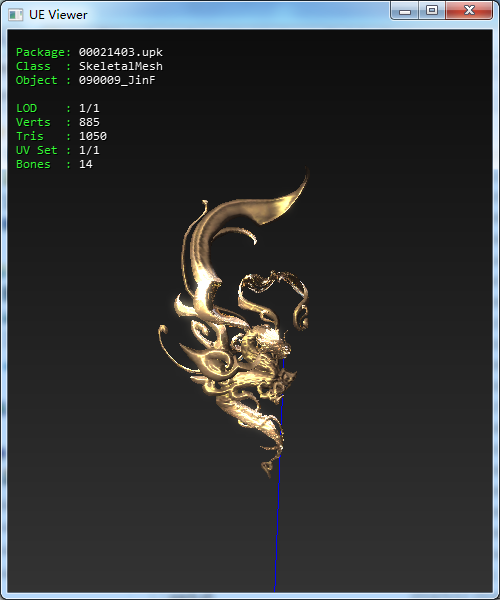 UE Viewer
Package: 00021403.upk
Class  : SkeletalMesh
Object : 090009_JinF
LOD    : 1/1
Verts  : 885
Tris   : 1050
UV Set : 1/1
Bones  : 14